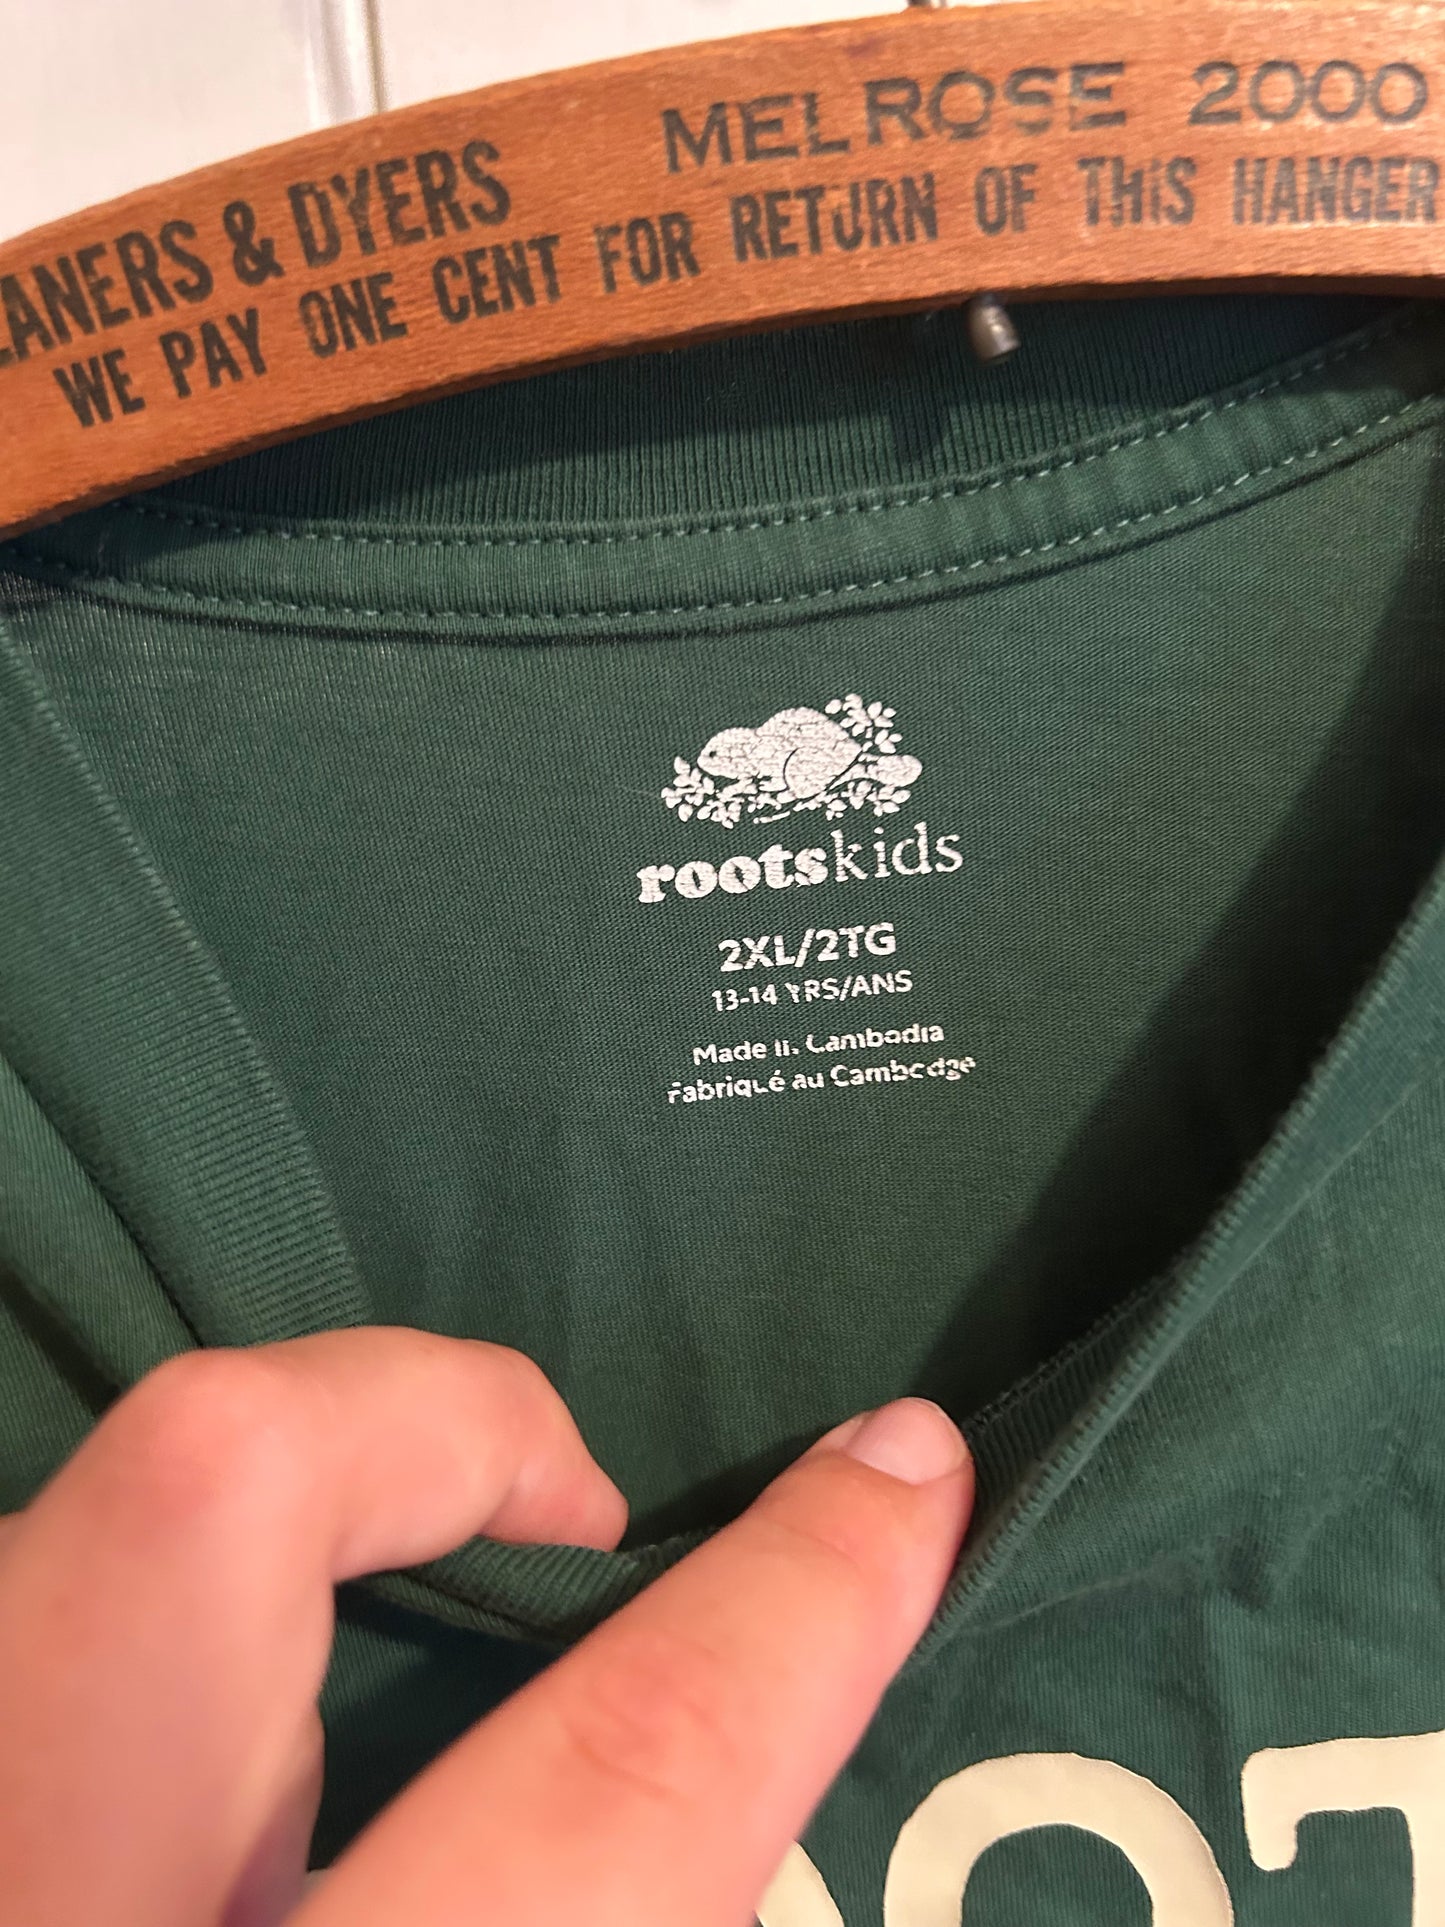 MELROSE 2000
& DYERS
WE PAY ONE CENT FOR RETURN OF THIS HANGER
rootskids
2XL/2TG
13-14 YRS/ANS
Made in Cambodia
Fabriqué au Cambodge